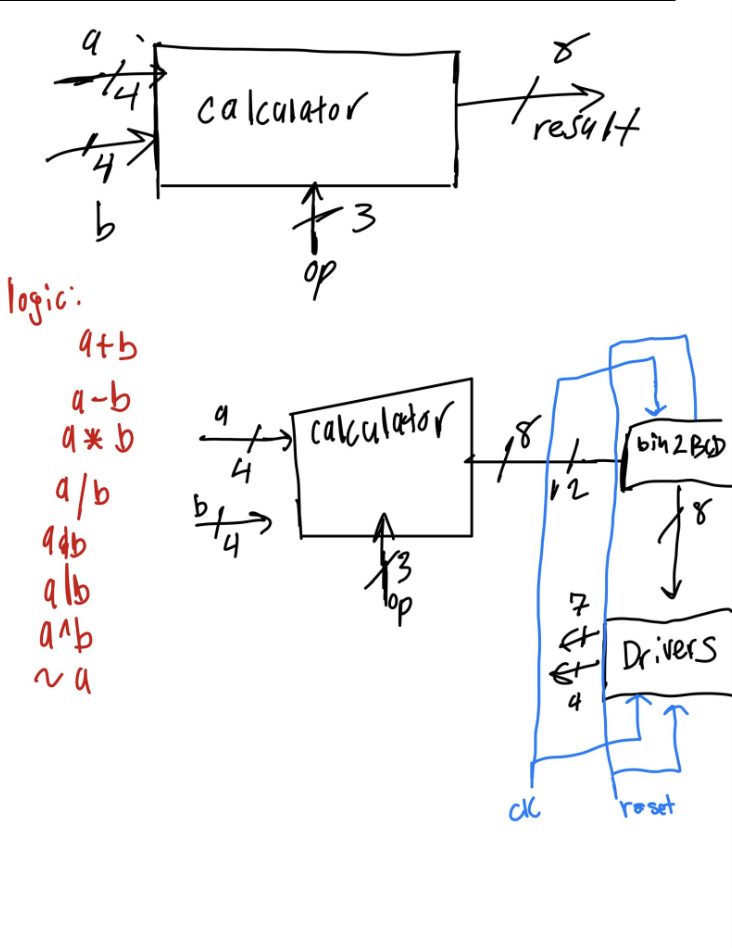 a
4
calculator
8
result
4
b
3
op
logic:
a+b
a-b
a*b
a/b
a&b
a|b
a^b
~a
a
4
b
4
calculator
3
op
8
12
bin2BCD
8
7
4
Drivers
clk
reset